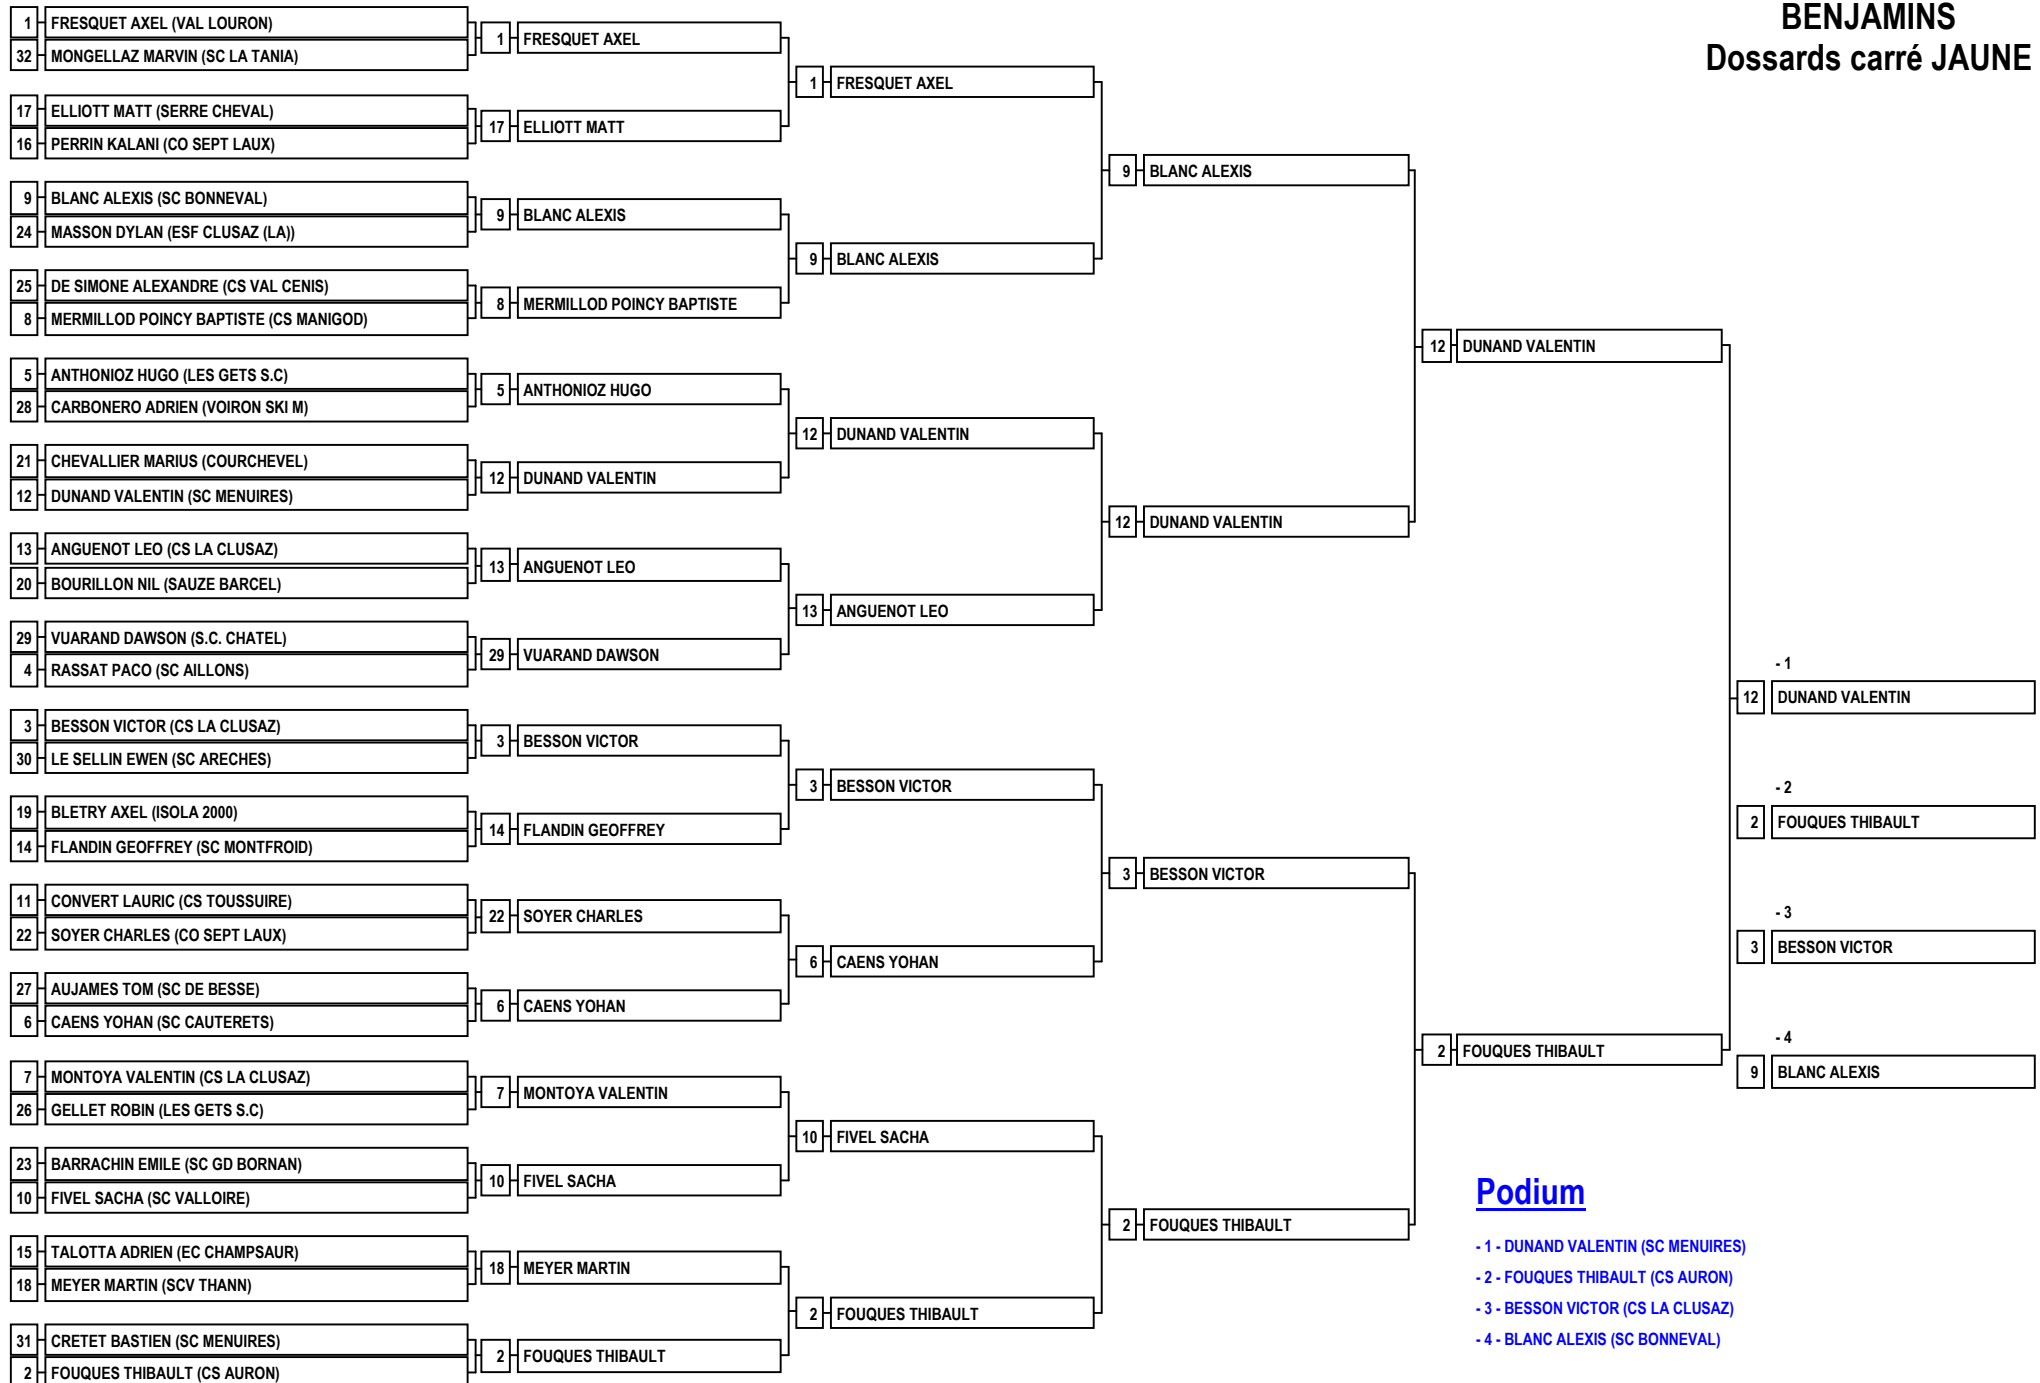 BENJAMINS
Dossards carré JAUNE
1 FRESQUET AXEL (VAL LOURON)
32 MONGELLAZ MARVIN (SC LA TANIA)
17 ELLIOTT MATT (SERRE CHEVAL)
16 PERRIN KALANI (CO SEPT LAUX)
9 BLANC ALEXIS (SC BONNEVAL)
24 MASSON DYLAN (ESF CLUSAZ (LA))
25 DE SIMONE ALEXANDRE (CS VAL CENIS)
8 MERMILLOD POINCY BAPTISTE (CS MANIGOD)
5 ANTHONIOZ HUGO (LES GETS S.C)
28 CARBONERO ADRIEN (VOIRON SKI M)
21 CHEVALLIER MARIUS (COURCHEVEL)
12 DUNAND VALENTIN (SC MENUIRES)
13 ANGUENOT LEO (CS LA CLUSAZ)
20 BOURILLON NIL (SAUZE BARCEL)
29 VUARAND DAWSON (S.C. CHATEL)
4 RASSAT PACO (SC AILLONS)
3 BESSON VICTOR (CS LA CLUSAZ)
30 LE SELLIN EWEN (SC ARECHES)
19 BLETRY AXEL (ISOLA 2000)
14 FLANDIN GEOFFREY (SC MONTFROID)
11 CONVERT LAURIC (CS TOUSSUIRE)
22 SOYER CHARLES (CO SEPT LAUX)
27 AUJAMES TOM (SC DE BESSE)
6 CAENS YOHAN (SC CAUTERETS)
7 MONTOYA VALENTIN (CS LA CLUSAZ)
26 GELLET ROBIN (LES GETS S.C)
23 BARRACHIN EMILE (SC GD BORNAN)
10 FIVEL SACHA (SC VALLOIRE)
15 TALOTTA ADRIEN (EC CHAMPSAUR)
18 MEYER MARTIN (SCV THANN)
31 CRETET BASTIEN (SC MENUIRES)
2 FOUQUES THIBAULT (CS AURON)
1 FRESQUET AXEL
17 ELLIOTT MATT
9 BLANC ALEXIS
8 MERMILLOD POINCY BAPTISTE
5 ANTHONIOZ HUGO
12 DUNAND VALENTIN
13 ANGUENOT LEO
29 VUARAND DAWSON
3 BESSON VICTOR
14 FLANDIN GEOFFREY
22 SOYER CHARLES
6 CAENS YOHAN
7 MONTOYA VALENTIN
10 FIVEL SACHA
18 MEYER MARTIN
2 FOUQUES THIBAULT
1 FRESQUET AXEL
9 BLANC ALEXIS
12 DUNAND VALENTIN
13 ANGUENOT LEO
3 BESSON VICTOR
6 CAENS YOHAN
10 FIVEL SACHA
2 FOUQUES THIBAULT
9 BLANC ALEXIS
12 DUNAND VALENTIN
3 BESSON VICTOR
2 FOUQUES THIBAULT
12 DUNAND VALENTIN
2 FOUQUES THIBAULT
- 1
12 DUNAND VALENTIN
- 2
2 FOUQUES THIBAULT
- 3
3 BESSON VICTOR
- 4
9 BLANC ALEXIS
Podium
- 1 - DUNAND VALENTIN (SC MENUIRES)
- 2 - FOUQUES THIBAULT (CS AURON)
- 3 - BESSON VICTOR (CS LA CLUSAZ)
- 4 - BLANC ALEXIS (SC BONNEVAL)